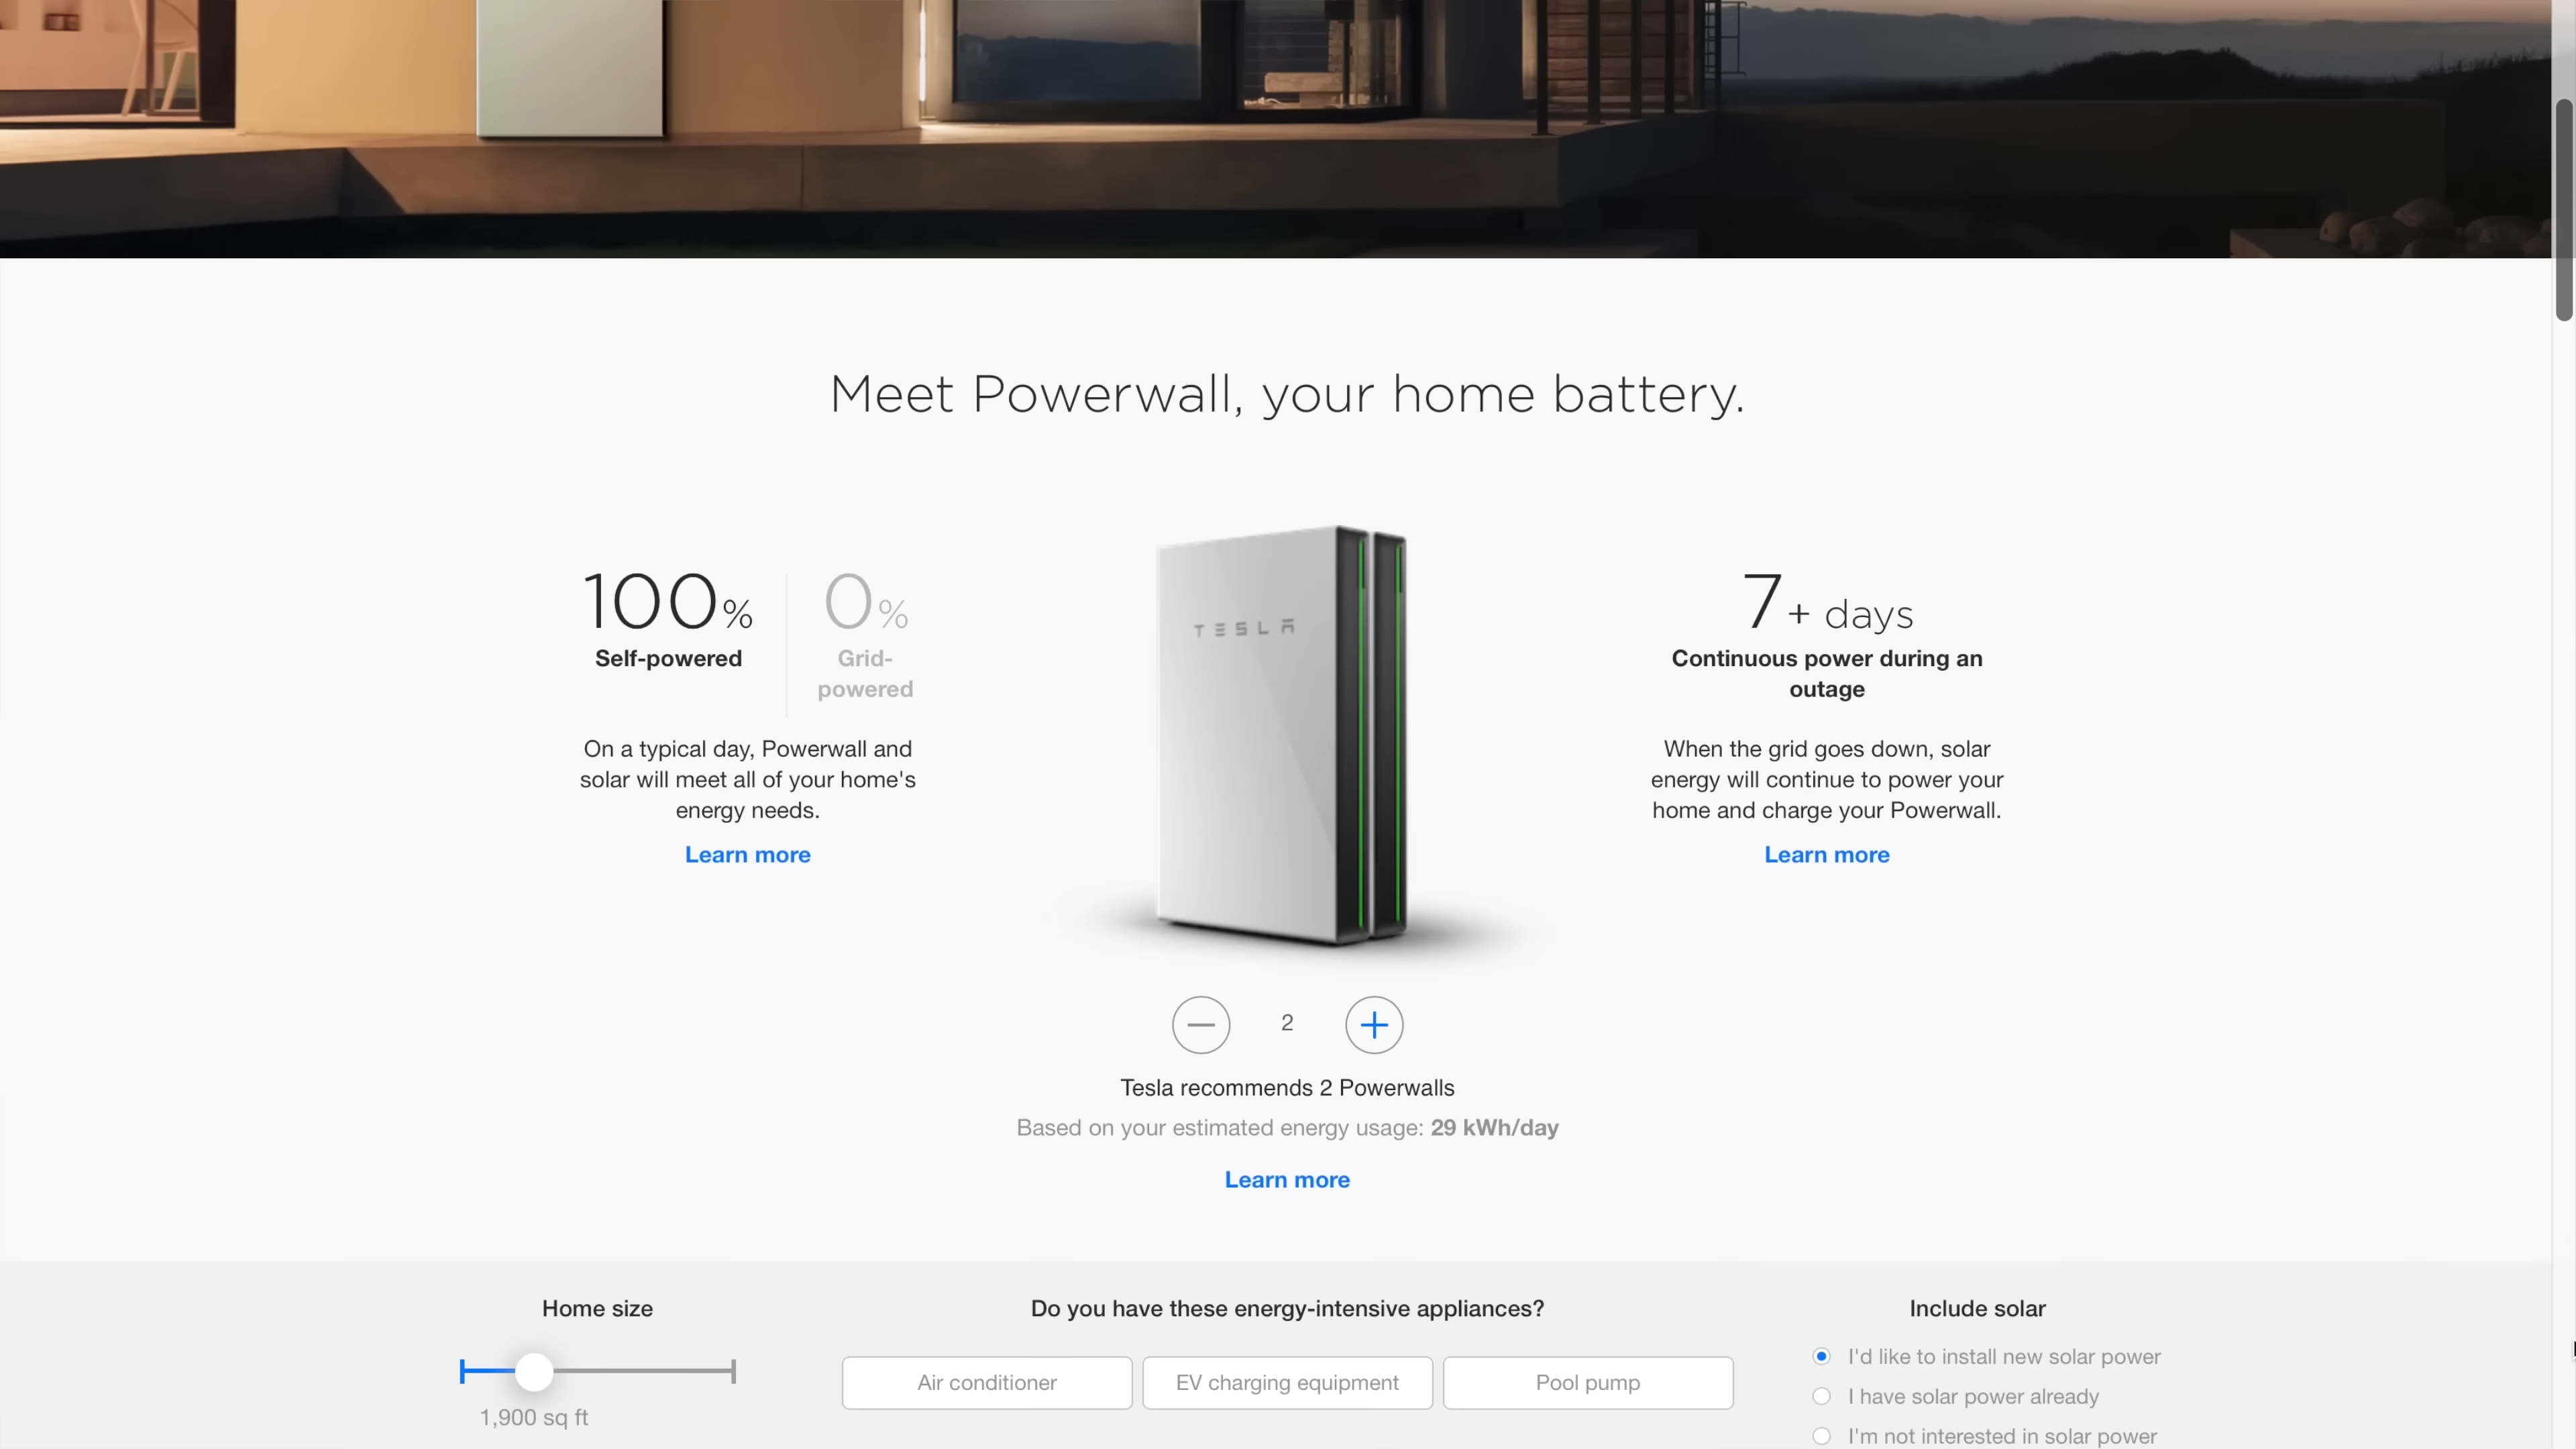 Meet Powerwall, your home battery.
100%
Self-powered
0%
Grid-
powered
On a typical day, Powerwall and
solar will meet all of your home's
energy needs.
Learn more
TESLA
7+ days
Continuous power during an
outage
When the grid goes down, solar
energy will continue to power your
home and charge your Powerwall.
Learn more
2
Tesla recommends 2 Powerwalls
Based on your estimated energy usage: 29 kWh/day
Learn more
Home size
1,900 sq ft
Do you have these energy-intensive appliances?
Air conditioner
EV charging equipment
Pool pump
Include solar
I'd like to install new solar power
I have solar power already
I'm not interested in solar power